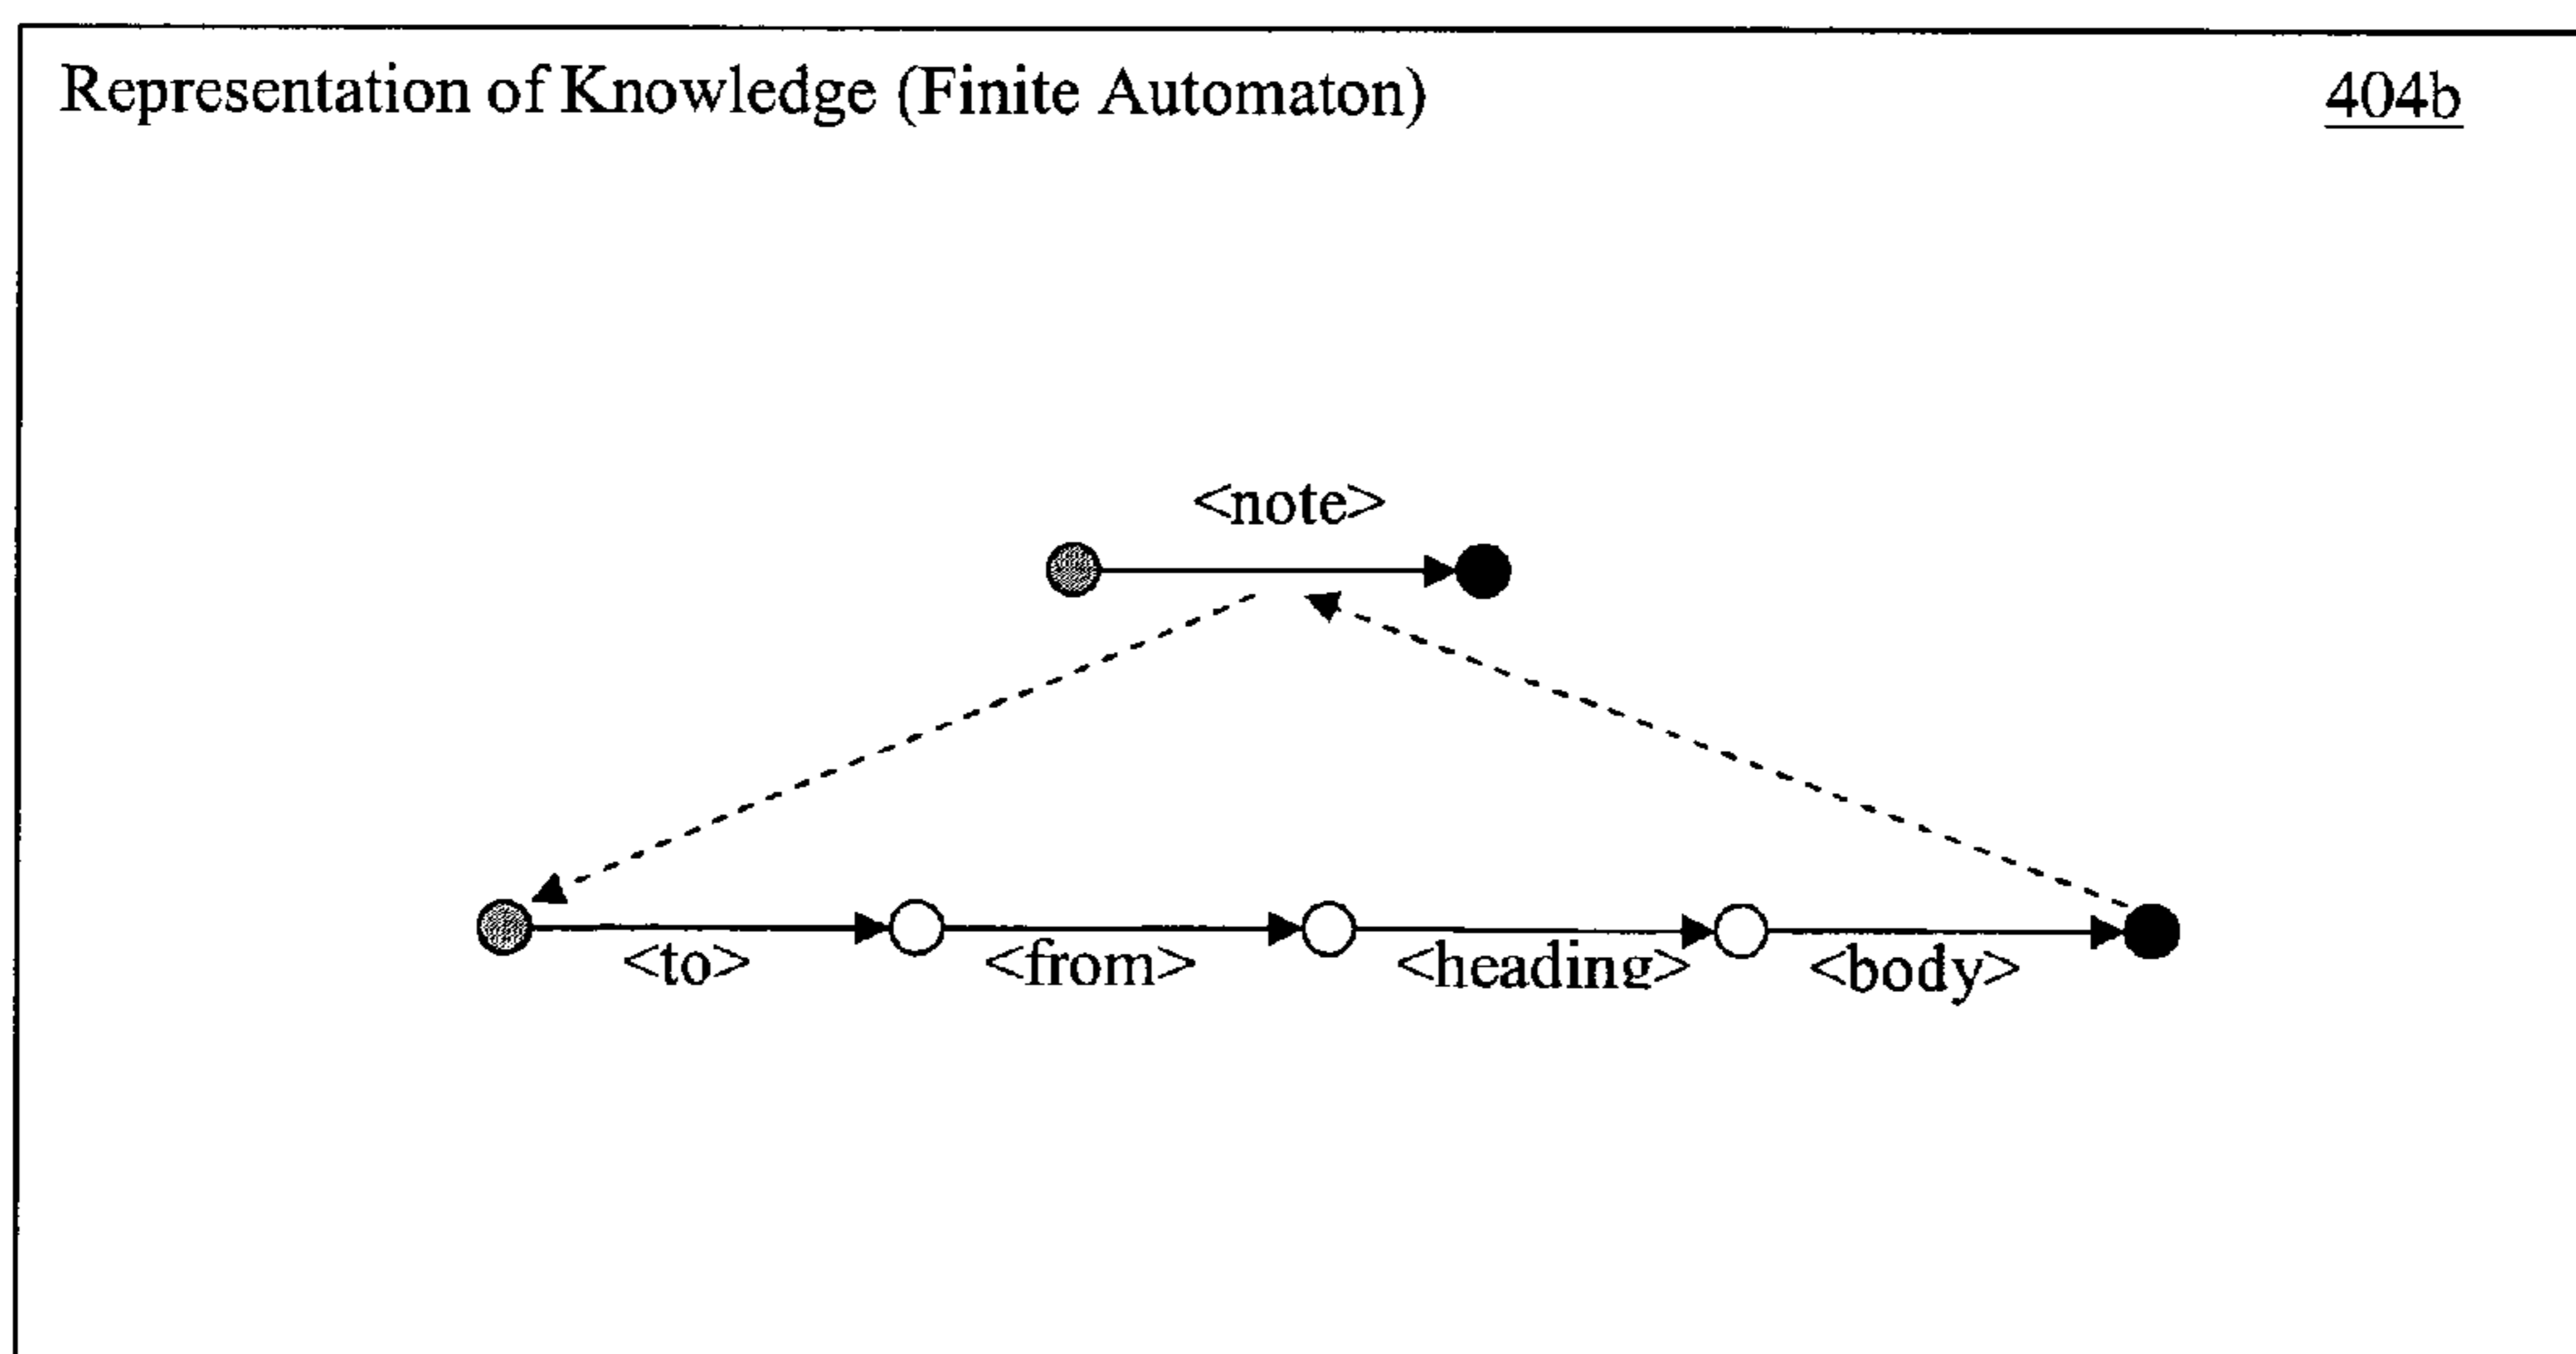 Representation of Knowledge (Finite Automaton) 404b
<note>
<to> <from> <heading> <body>